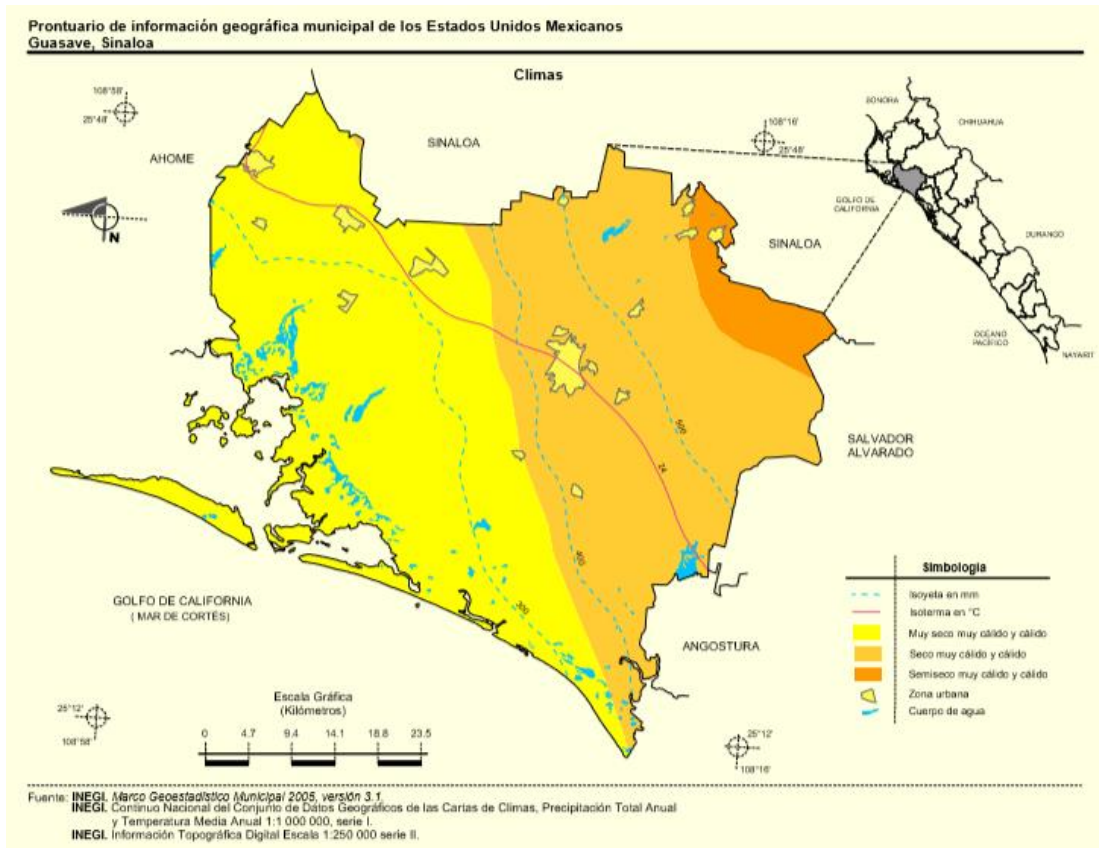 Prontuario de información geográfica municipal de los Estados Unidos Mexicanos
Guasave, Sinaloa
Climas
108°58'
25°48'
108°16'
25°48'
SONORA
CHIHUAHUA
AHOME
SINALOA
GOLFO DE
CALIFORNIA
DURANGO
SINALOA
N
OCÉANO
PACÍFICO
NAYARIT
500
24
SALVADOR
ALVARADO
400
300
GOLFO DE CALIFORNIA
( MAR DE CORTÉS)
ANGOSTURA
Simbología
Isoyeta en mm
Isoterma en °C
Muy seco muy cálido y cálido
Seco muy cálido y cálido
Semiseco muy cálido y cálido
Zona urbana
Cuerpo de agua
Escala Gráfica
(Kilómetros)
0 4.7 9.4 14.1 18.8 23.5
25°12'
108°58'
25°12'
108°16'
Fuente: INEGI. Marco Geoestadístico Municipal 2005, versión 3.1.
INEGI. Continuo Nacional del Conjunto de Datos Geográficos de las Cartas de Climas, Precipitación Total Anual
y Temperatura Media Anual 1:1 000 000, serie I.
INEGI. Información Topográfica Digital Escala 1:250 000 serie II.